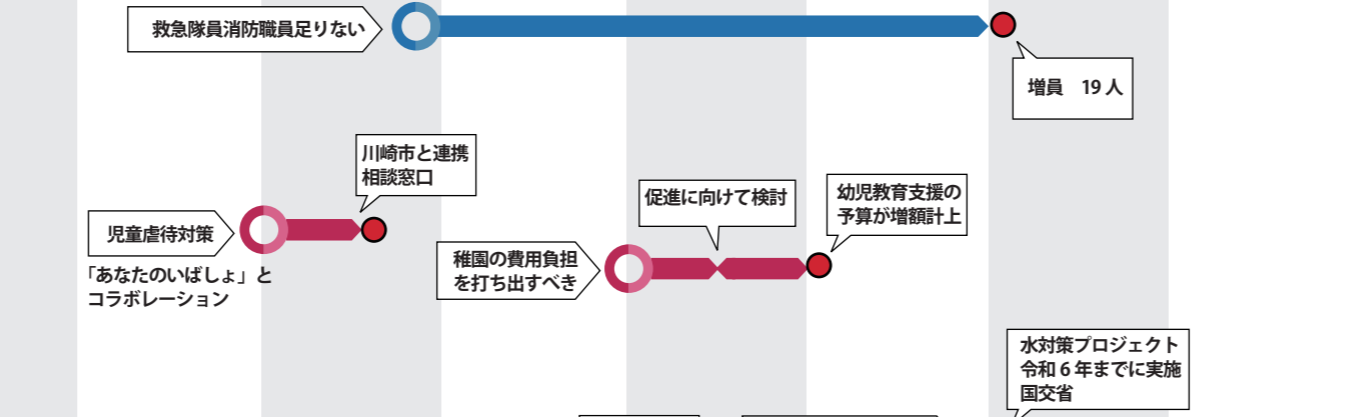 救急隊員消防職員足りない
増員　19人
川崎市と連携
相談窓口
児童虐待対策
「あなたのいばしょ」と
コラボレーション
促進に向けて検討
幼児教育支援の
予算が増額計上
稚園の費用負担
を打ち出すべき
水対策プロジェクト
令和6年までに実施
国交省